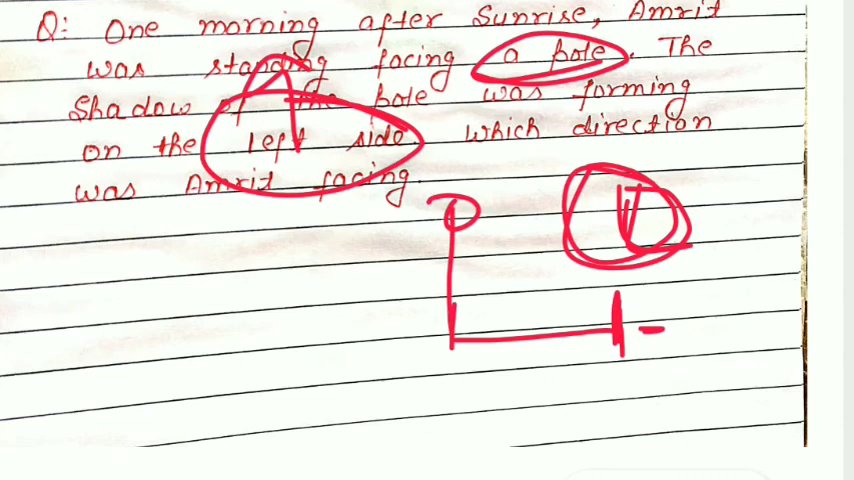 Q: One morning after Sunrise, Amrit
was standing facing a pole. The
Shadow of the pole was forming
on the left side. Which direction
was Amrit facing.
P